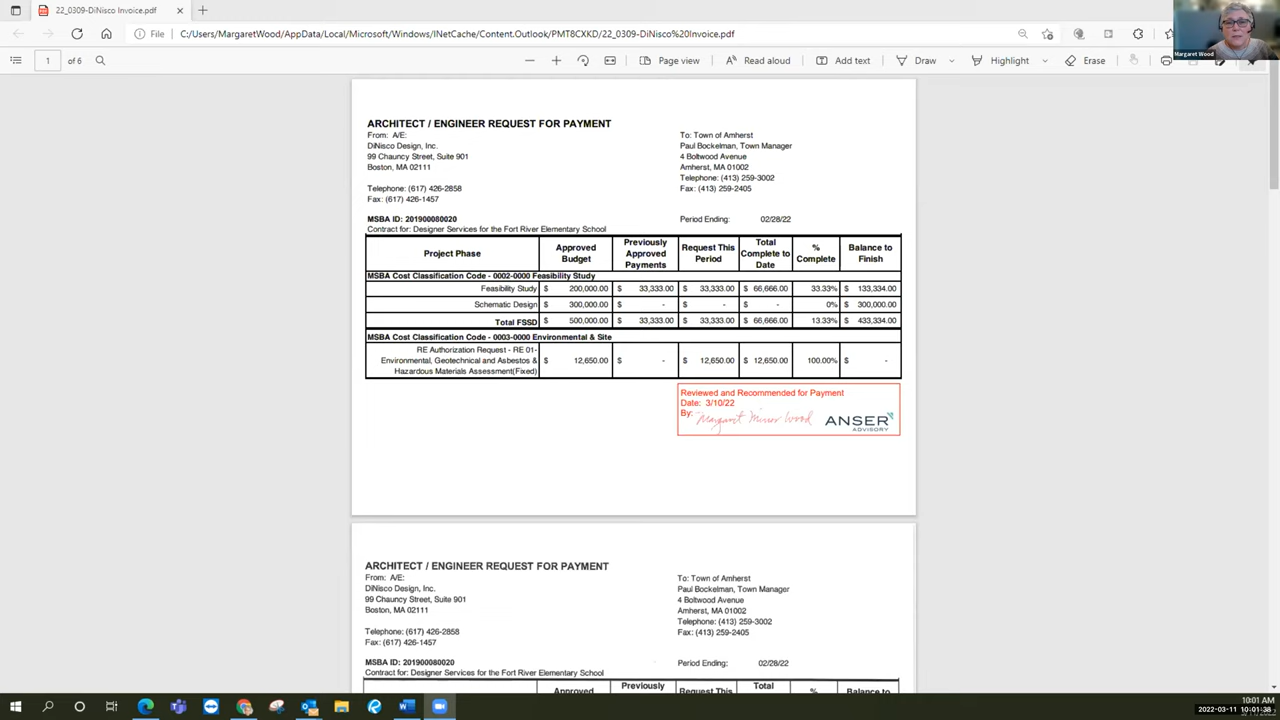 22_0309-DiNisco Invoice.pdf
File C:/Users/MargaretWood/AppData/Local/Microsoft/Windows/INetCache/Content.Outlook/PMT8CXKD/22_0309-DiNisco%20Invoice.pdf
Margaret Wood
1 of 6 Page view Read aloud Add text Draw Highlight Erase
ARCHITECT / ENGINEER REQUEST FOR PAYMENT
From: A/E: To: Town of Amherst
DiNisco Design, Inc. Paul Bockelman, Town Manager
99 Chauncy Street, Suite 901 4 Boltwood Avenue
Boston, MA 02111 Amherst, MA 01002
Telephone: (413) 259-3002
Telephone: (617) 426-2858 Fax: (413) 259-2405
Fax: (617) 426-1457
MSBA ID: 201900080020 Period Ending: 02/28/22
Contract for: Designer Services for the Fort River Elementary School
Project Phase Approved Budget Previously Approved Payments Request This Period Total Complete to Date % Complete Balance to Finish
MSBA Cost Classification Code - 0002-0000 Feasibility Study
Feasibility Study $ 200,000.00 $ 33,333.00 $ 33,333.00 $ 66,666.00 33.33% $ 133,334.00
Schematic Design $ 300,000.00 $ - $ - $ - 0% $ 300,000.00
Total FSSD $ 500,000.00 $ 33,333.00 $ 33,333.00 $ 66,666.00 13.33% $ 433,334.00
MSBA Cost Classification Code - 0003-0000 Environmental & Site
RE Authorization Request - RE 01-
Environmental, Geotechnical and Asbestos & $ 12,650.00 $ - $ 12,650.00 $ 12,650.00 100.00% $ -
Hazardous Materials Assessment(Fixed)
Reviewed and Recommended for Payment
Date: 3/10/22
By: Margaret Minor Wood ANSER
ADVISORY
ARCHITECT / ENGINEER REQUEST FOR PAYMENT
From: A/E: To: Town of Amherst
DiNisco Design, Inc. Paul Bockelman, Town Manager
99 Chauncy Street, Suite 901 4 Boltwood Avenue
Boston, MA 02111 Amherst, MA 01002
Telephone: (413) 259-3002
Telephone: (617) 426-2858 Fax: (413) 259-2405
Fax: (617) 426-1457
MSBA ID: 201900080020 Period Ending: 02/28/22
Contract for: Designer Services for the Fort River Elementary School
Approved Previously Request This Total % Balance to
10:01 AM
2022-03-11 10:01:38